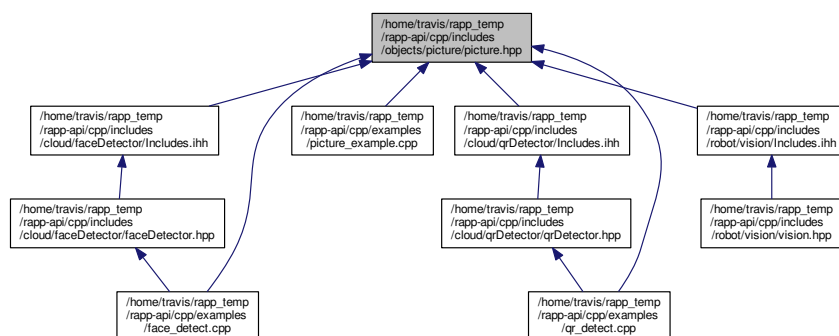 /home/travis/rapp_temp
/rapp-api/cpp/includes
/objects/picture/picture.hpp
/home/travis/rapp_temp
/rapp-api/cpp/includes
/cloud/faceDetector/Includes.ihh
/home/travis/rapp_temp
/rapp-api/cpp/examples
/picture_example.cpp
/home/travis/rapp_temp
/rapp-api/cpp/includes
/cloud/qrDetector/Includes.ihh
/home/travis/rapp_temp
/rapp-api/cpp/includes
/robot/vision/Includes.ihh
/home/travis/rapp_temp
/rapp-api/cpp/includes
/cloud/faceDetector/faceDetector.hpp
/home/travis/rapp_temp
/rapp-api/cpp/includes
/cloud/qrDetector/qrDetector.hpp
/home/travis/rapp_temp
/rapp-api/cpp/includes
/robot/vision/vision.hpp
/home/travis/rapp_temp
/rapp-api/cpp/examples
/face_detect.cpp
/home/travis/rapp_temp
/rapp-api/cpp/examples
/qr_detect.cpp